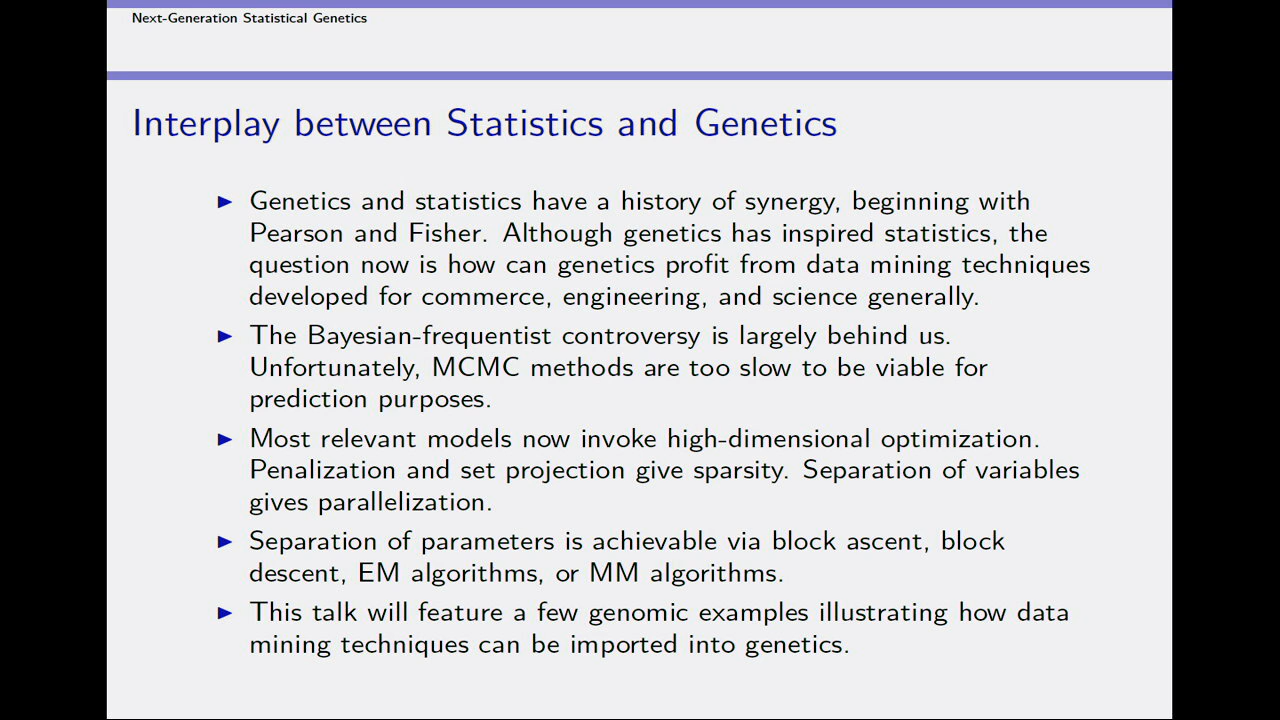 Next-Generation Statistical Genetics
Interplay between Statistics and Genetics
Genetics and statistics have a history of synergy, beginning with
Pearson and Fisher. Although genetics has inspired statistics, the
question now is how can genetics profit from data mining techniques
developed for commerce, engineering, and science generally.
The Bayesian-frequentist controversy is largely behind us.
Unfortunately, MCMC methods are too slow to be viable for
prediction purposes.
Most relevant models now invoke high-dimensional optimization.
Penalization and set projection give sparsity. Separation of variables
gives parallelization.
Separation of parameters is achievable via block ascent, block
descent, EM algorithms, or MM algorithms.
This talk will feature a few genomic examples illustrating how data
mining techniques can be imported into genetics.